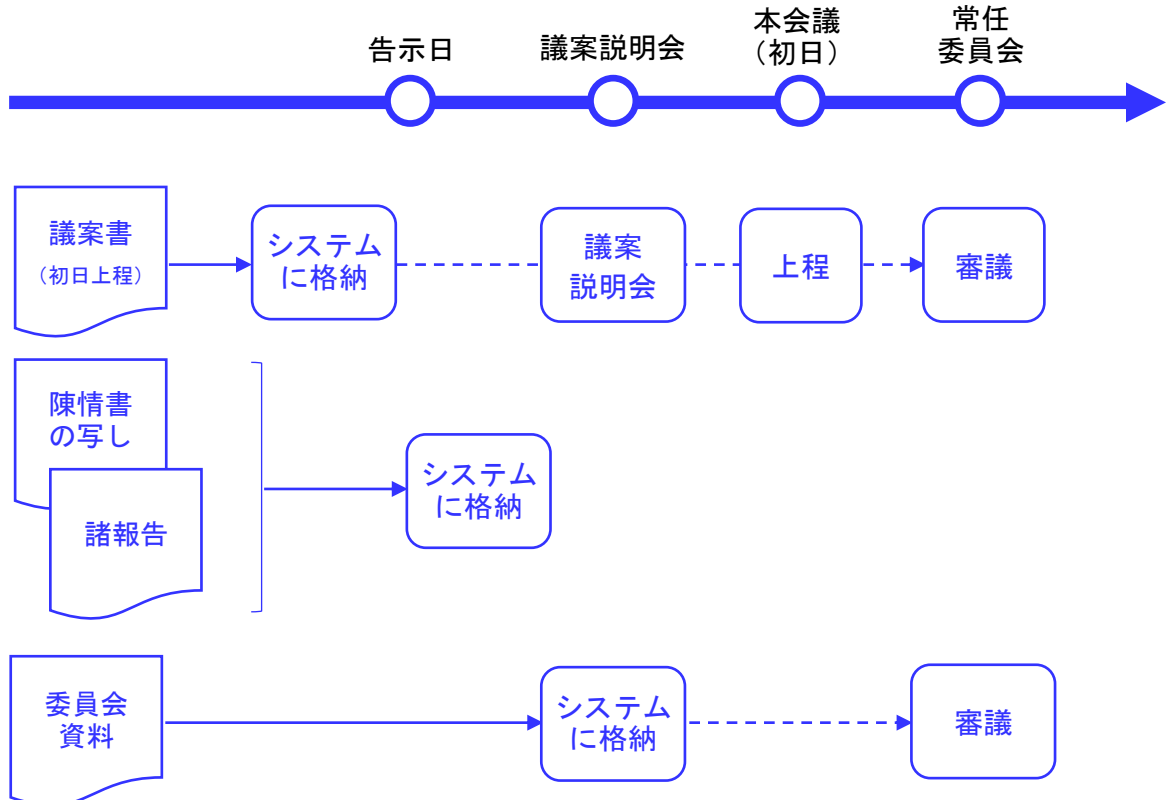 告示日
議案説明会
本会議
（初日）
常任
委員会
議案書
（初日上程）
システム
に格納
議案
説明会
上程
審議
陳情書
の写し
諸報告
システム
に格納
委員会
資料
システム
に格納
審議